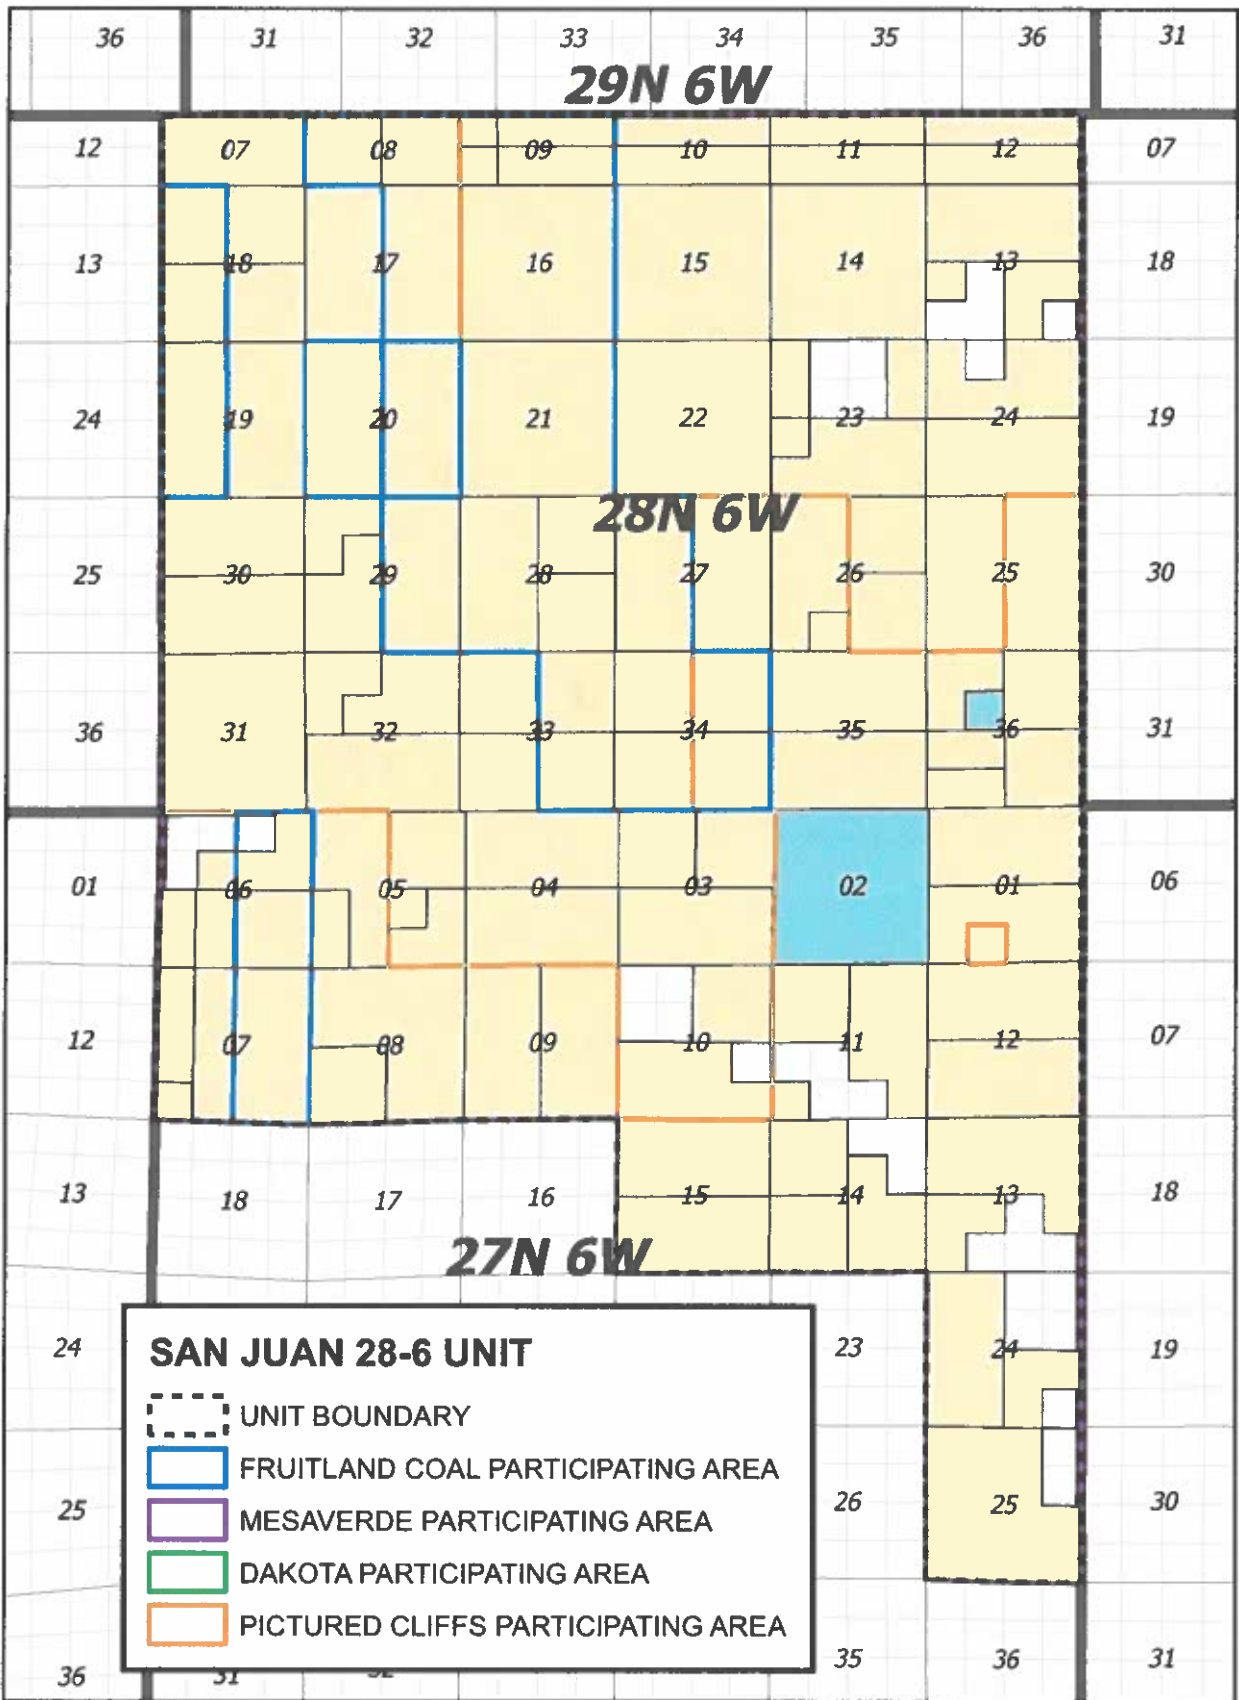 36 31 32 33 34 35 36 31
29N 6W
12 07 08 09 10 11 12 07
13 18 17 16 15 14 13 18
24 19 20 21 22 23 24 19
28N 6W
25 30 29 28 27 26 25 30
36 31 32 33 34 35 36 31
01 06 05 04 03 02 01 06
12 07 08 09 10 11 12 07
13 18 17 16 15 14 13 18
27N 6W
24 23 24 19
SAN JUAN 28-6 UNIT
UNIT BOUNDARY
FRUITLAND COAL PARTICIPATING AREA
25 26 25 30
MESAVERDE PARTICIPATING AREA
DAKOTA PARTICIPATING AREA
PICTURED CLIFFS PARTICIPATING AREA
36 31 35 36 31